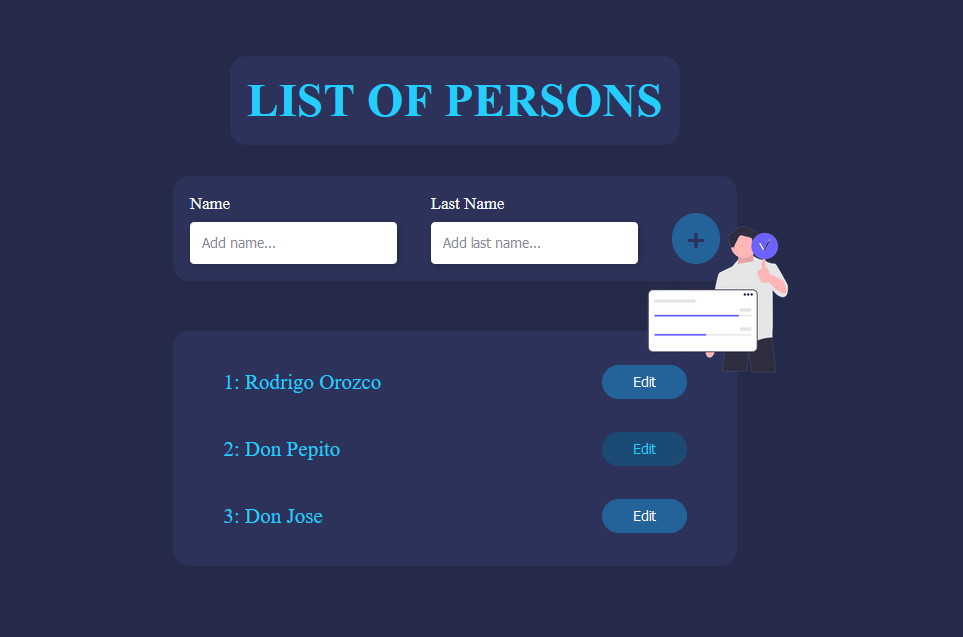 LIST OF PERSONS
Name Last Name
Add name... Add last name... +
1: Rodrigo Orozco Edit
2: Don Pepito Edit
3: Don Jose Edit